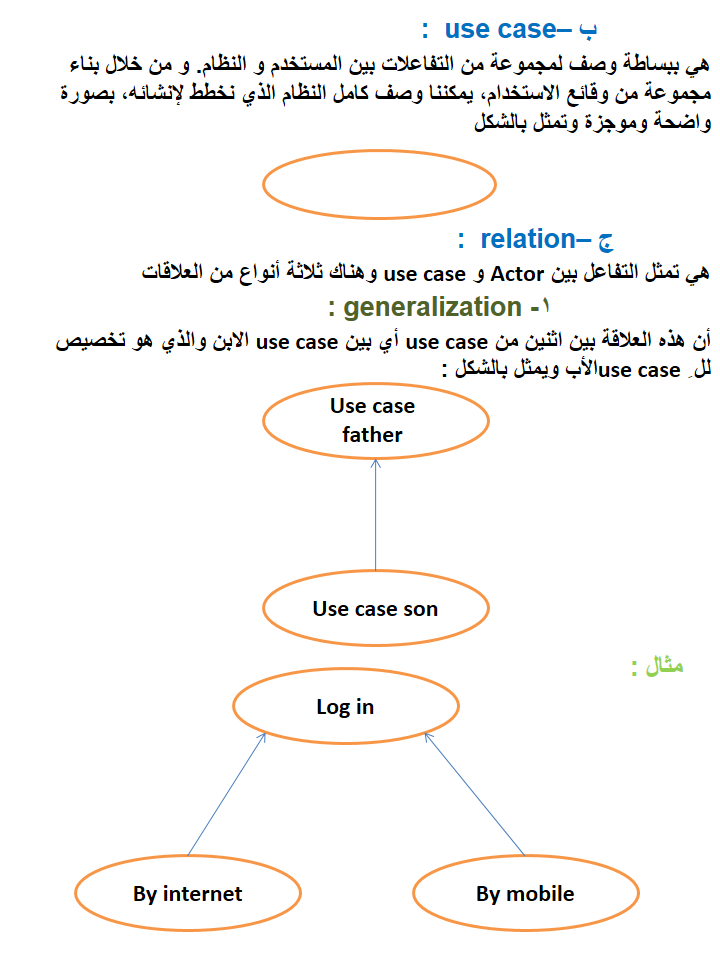 ب – use case :
هي ببساطة وصف لمجموعة من التفاعلات بين المستخدم و النظام. و من خلال بناء
مجموعة من وقائع الاستخدام، يمكننا وصف كامل النظام الذي نخطط لإنشائه، بصورة
واضحة وموجزة وتمثل بالشكل
ج – relation :
هي تمثل التفاعل بين Actor و use case وهناك ثلاثة أنواع من العلاقات
١- generalization :
أن هذه العلاقة بين اثنين من use case أي بين use case الابن والذي هو تخصيص
للـِ use case الأب ويمثل بالشكل :
Use case
father
Use case son
مثال :
Log in
By internet
By mobile